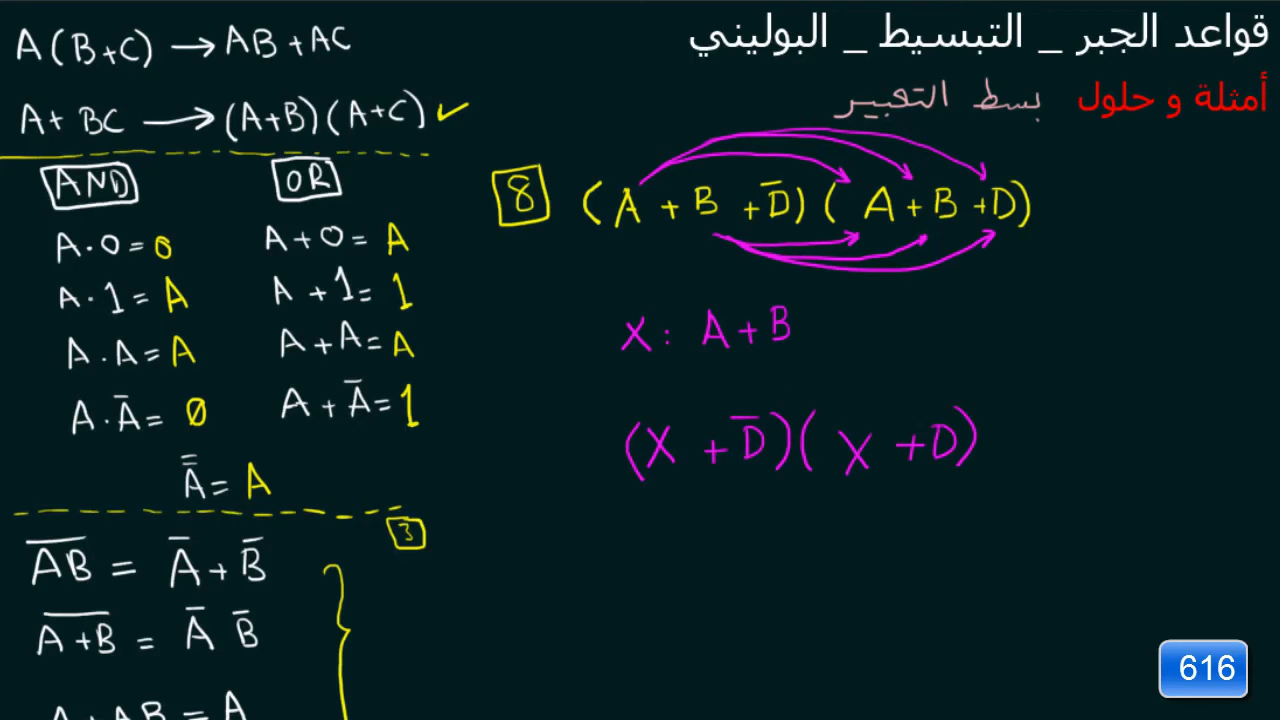 قواعد الجبر _ التبسيط _ البوليني
أمثلة و حلول بسط التعبير
A(B+C) → AB + AC
A + BC → (A+B)(A+C) ✓
AND
A · 0 = 0
A · 1 = A
A · A = A
A · A̅ = 0
OR
A + 0 = A
A + 1 = 1
A + A = A
A + A̅ = 1
A̿ = A
3
A̅B̅ = A̅ + B̅
A̅ ̅+̅ ̅B̅ = A̅ B̅
A + AB = A
8 (A + B + D̅)(A + B + D)
X : A + B
(X + D̅)(X + D)
616